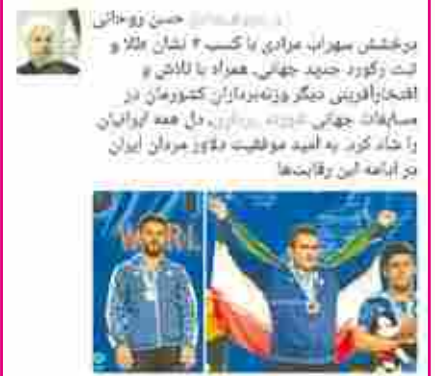 حسن روحانی
درخشش سهراب مرادی با کسب ۳ نشان طلا و
ثبت رکورد جدید جهانی، همراه با تلاش و
افتخارآفرینی دیگر وزنه‌برداران کشورمان در
مسابقات جهانی دل همه ایرانیان
را شاد کرد. به امید موفقیت دلاور مردان ایران
در ادامه این رقابت‌ها
WORL